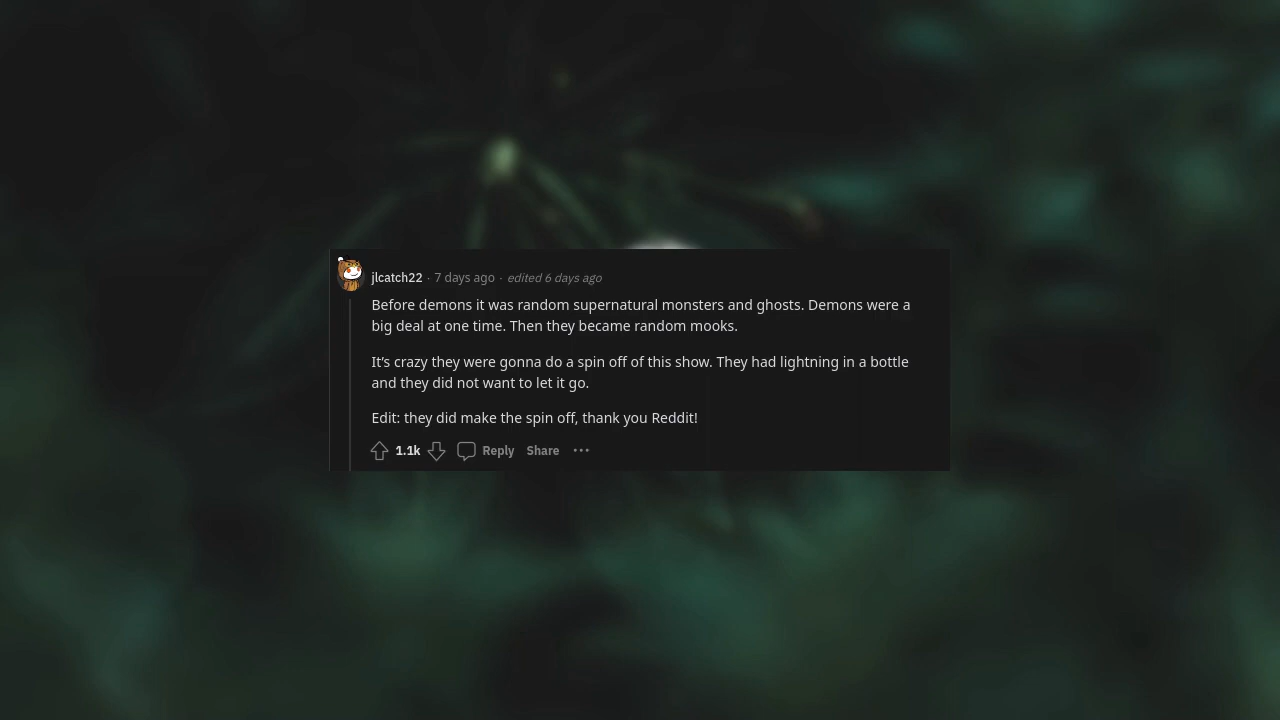 jlcatch22 · 7 days ago · edited 6 days ago
Before demons it was random supernatural monsters and ghosts. Demons were a
big deal at one time. Then they became random mooks.
It's crazy they were gonna do a spin off of this show. They had lightning in a bottle
and they did not want to let it go.
Edit: they did make the spin off, thank you Reddit!
1.1k Reply Share ···